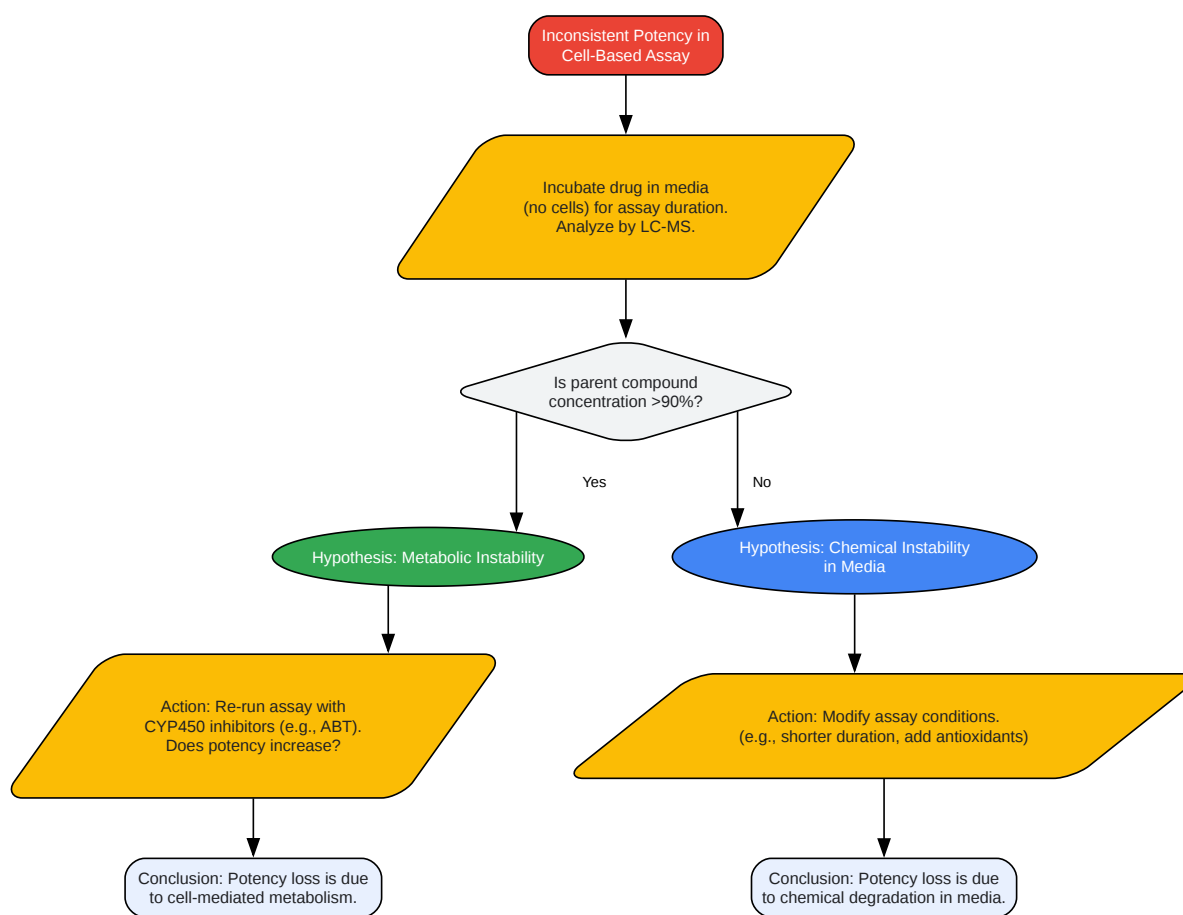 Inconsistent Potency in
Cell-Based Assay
Incubate drug in media
(no cells) for assay duration.
Analyze by LC-MS.
Is parent compound
concentration >90%?
Yes
No
Hypothesis: Metabolic Instability
Hypothesis: Chemical Instability
in Media
Action: Re-run assay with
CYP450 inhibitors (e.g., ABT).
Does potency increase?
Action: Modify assay conditions.
(e.g., shorter duration, add antioxidants)
Conclusion: Potency loss is due
to cell-mediated metabolism.
Conclusion: Potency loss is due
to chemical degradation in media.